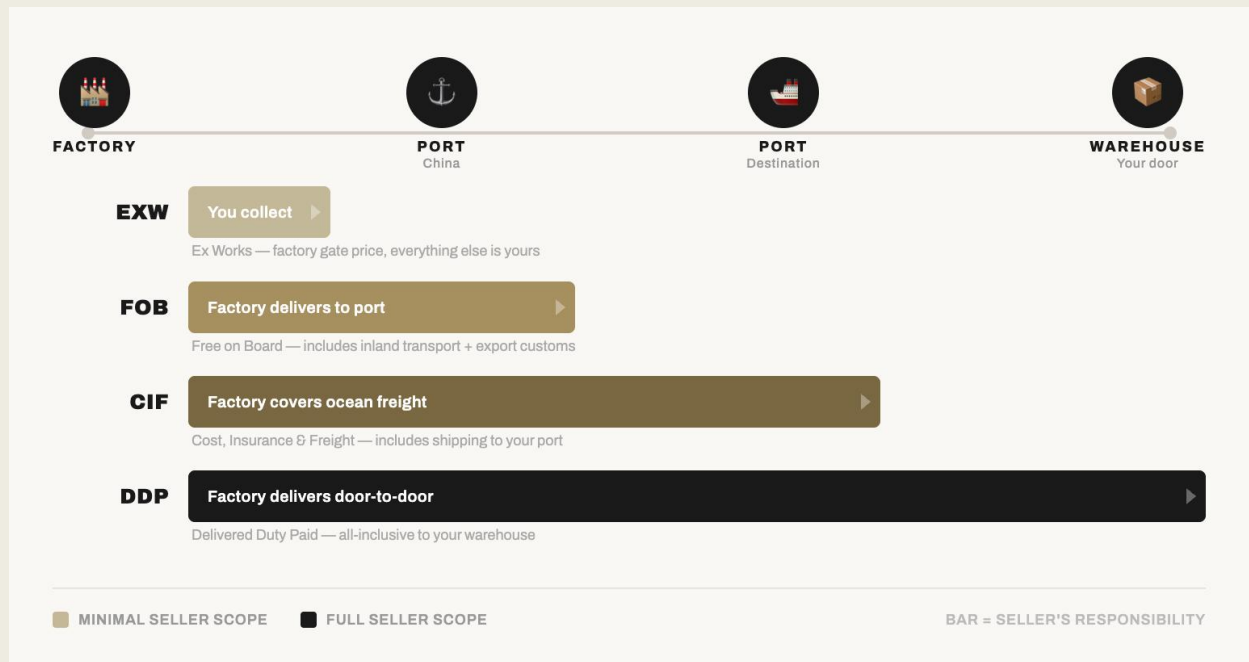 FACTORY
PORT
China
PORT
Destination
WAREHOUSE
Your door
EXW
You collect
Ex Works — factory gate price, everything else is yours
FOB
Factory delivers to port
Free on Board — includes inland transport + export customs
CIF
Factory covers ocean freight
Cost, Insurance & Freight — includes shipping to your port
DDP
Factory delivers door-to-door
Delivered Duty Paid — all-inclusive to your warehouse
MINIMAL SELLER SCOPE
FULL SELLER SCOPE
BAR = SELLER'S RESPONSIBILITY